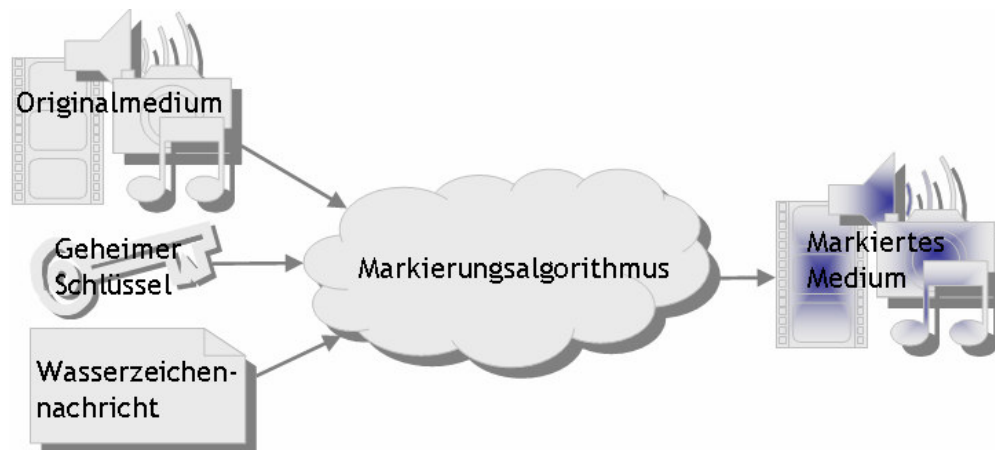 Originalmedium
Geheimer
Schlüssel
Wasserzeichen-
nachricht
Markierungsalgorithmus
Markiertes
Medium